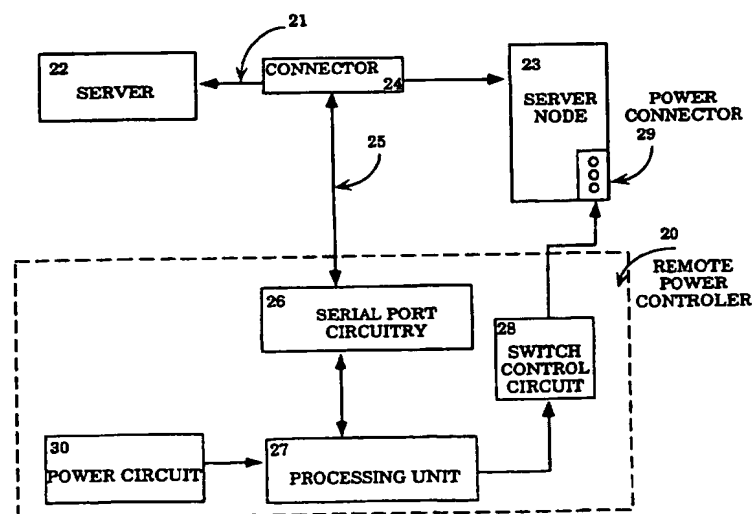 21
22
SERVER
CONNECTOR
24
23
SERVER
NODE
POWER
CONNECTOR
29
25
20
REMOTE
POWER
CONTROLER
26
SERIAL PORT
CIRCUITRY
28
SWITCH
CONTROL
CIRCUIT
30
POWER CIRCUIT
27
PROCESSING UNIT